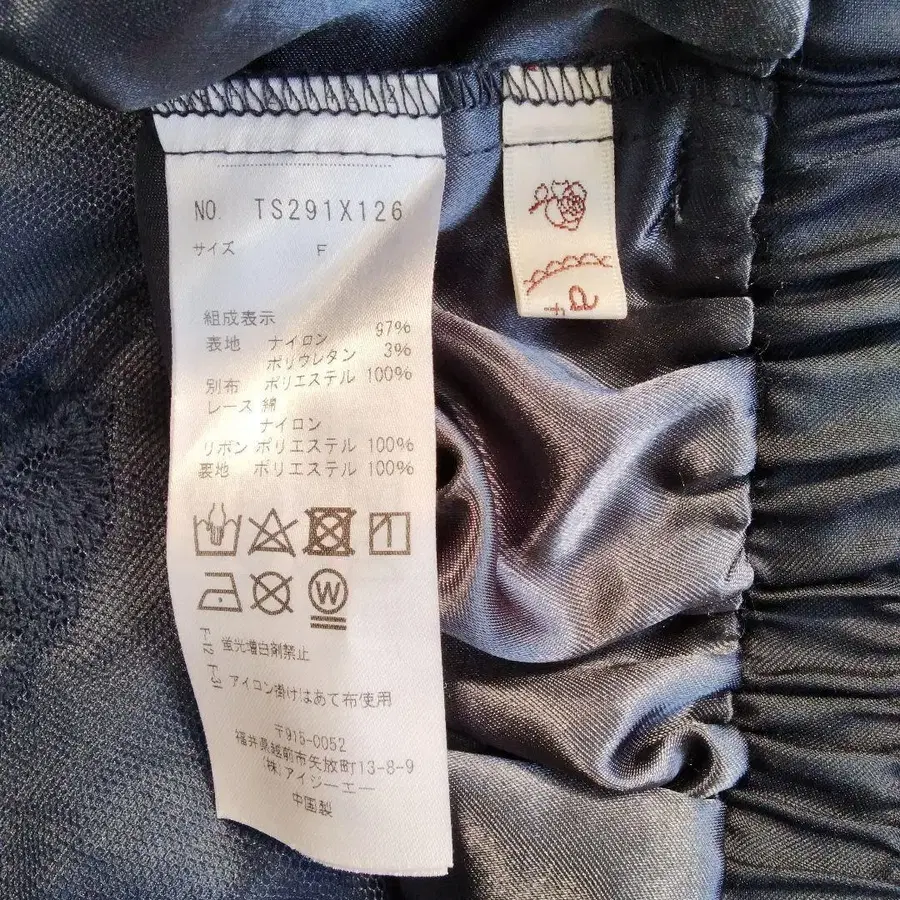 NO. TS291X126
サイズ F
組成表示
表地 ナイロン 97%
ポリウレタン 3%
別布 ポリエステル 100%
レース 綿
ナイロン
リボン ポリエステル 100%
裏地 ポリエステル 100%
W
蛍光増白剤禁止
アイロン掛けはあて布使用
〒915-0052
福井県越前市矢放町13-8-9
(株)アイジーエー
中国製